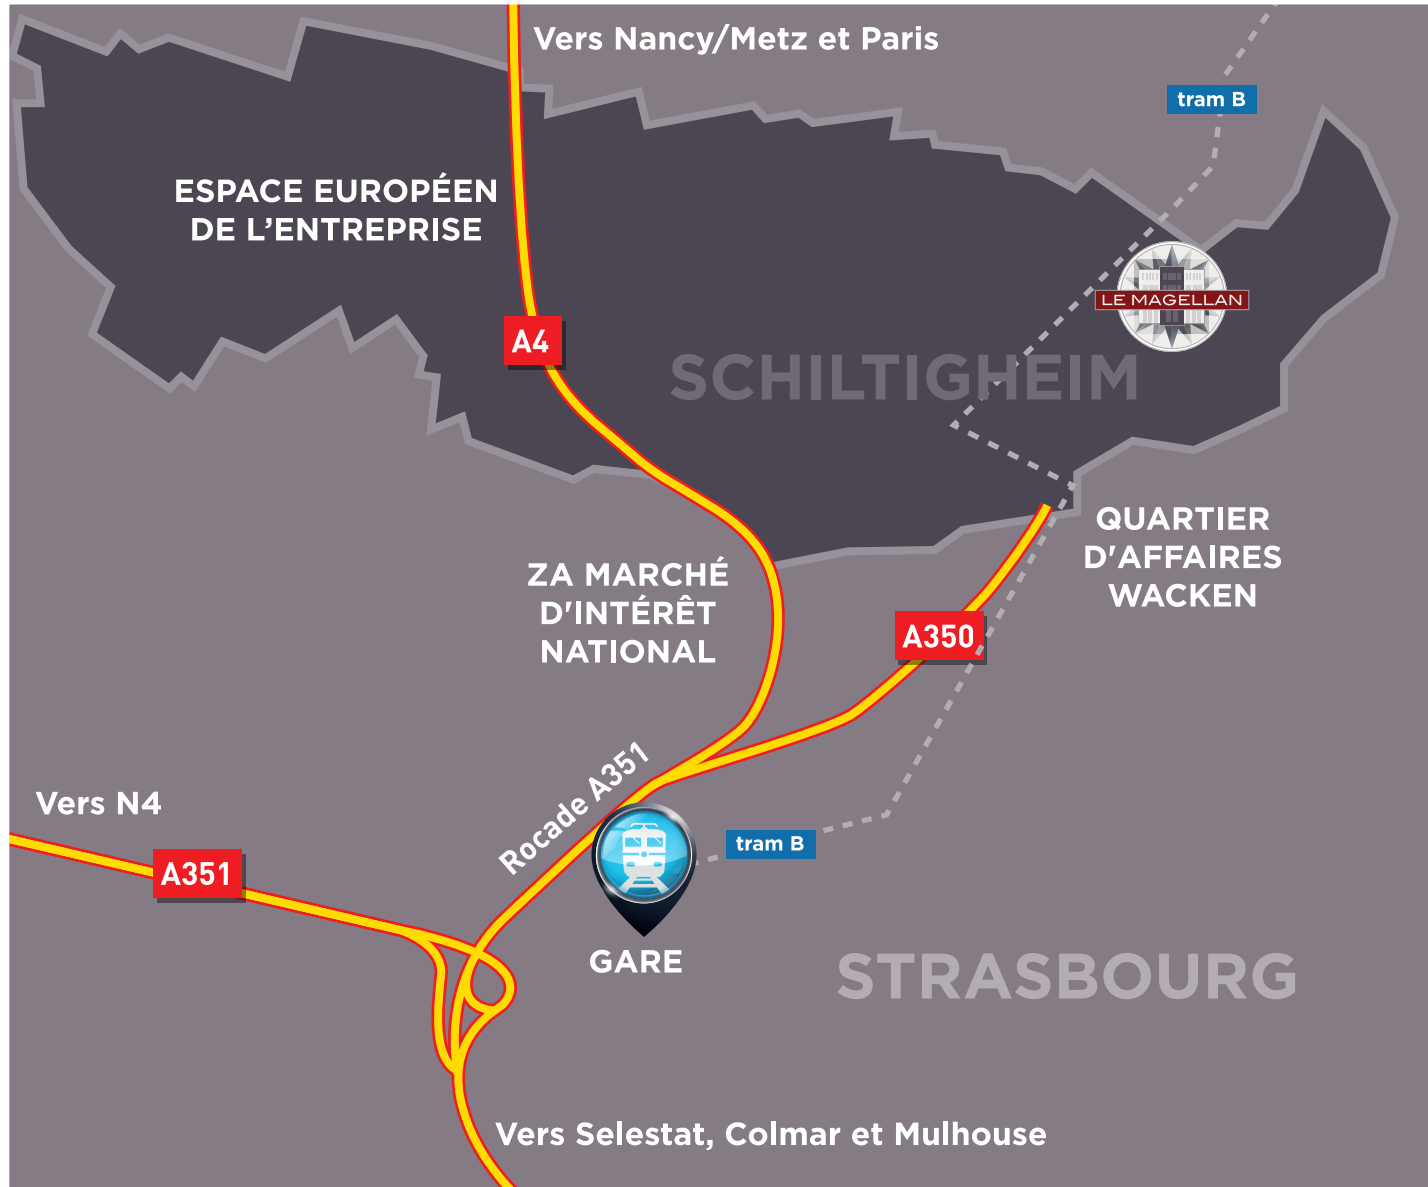 Vers Nancy/Metz et Paris
tram B
ESPACE EUROPÉEN
DE L’ENTREPRISE
LE MAGELLAN
A4
SCHILTIGHEIM
QUARTIER
D'AFFAIRES
WACKEN
ZA MARCHÉ
D'INTÉRÊT
NATIONAL
A350
Rocade A351
Vers N4
tram B
A351
GARE
STRASBOURG
Vers Selestat, Colmar et Mulhouse